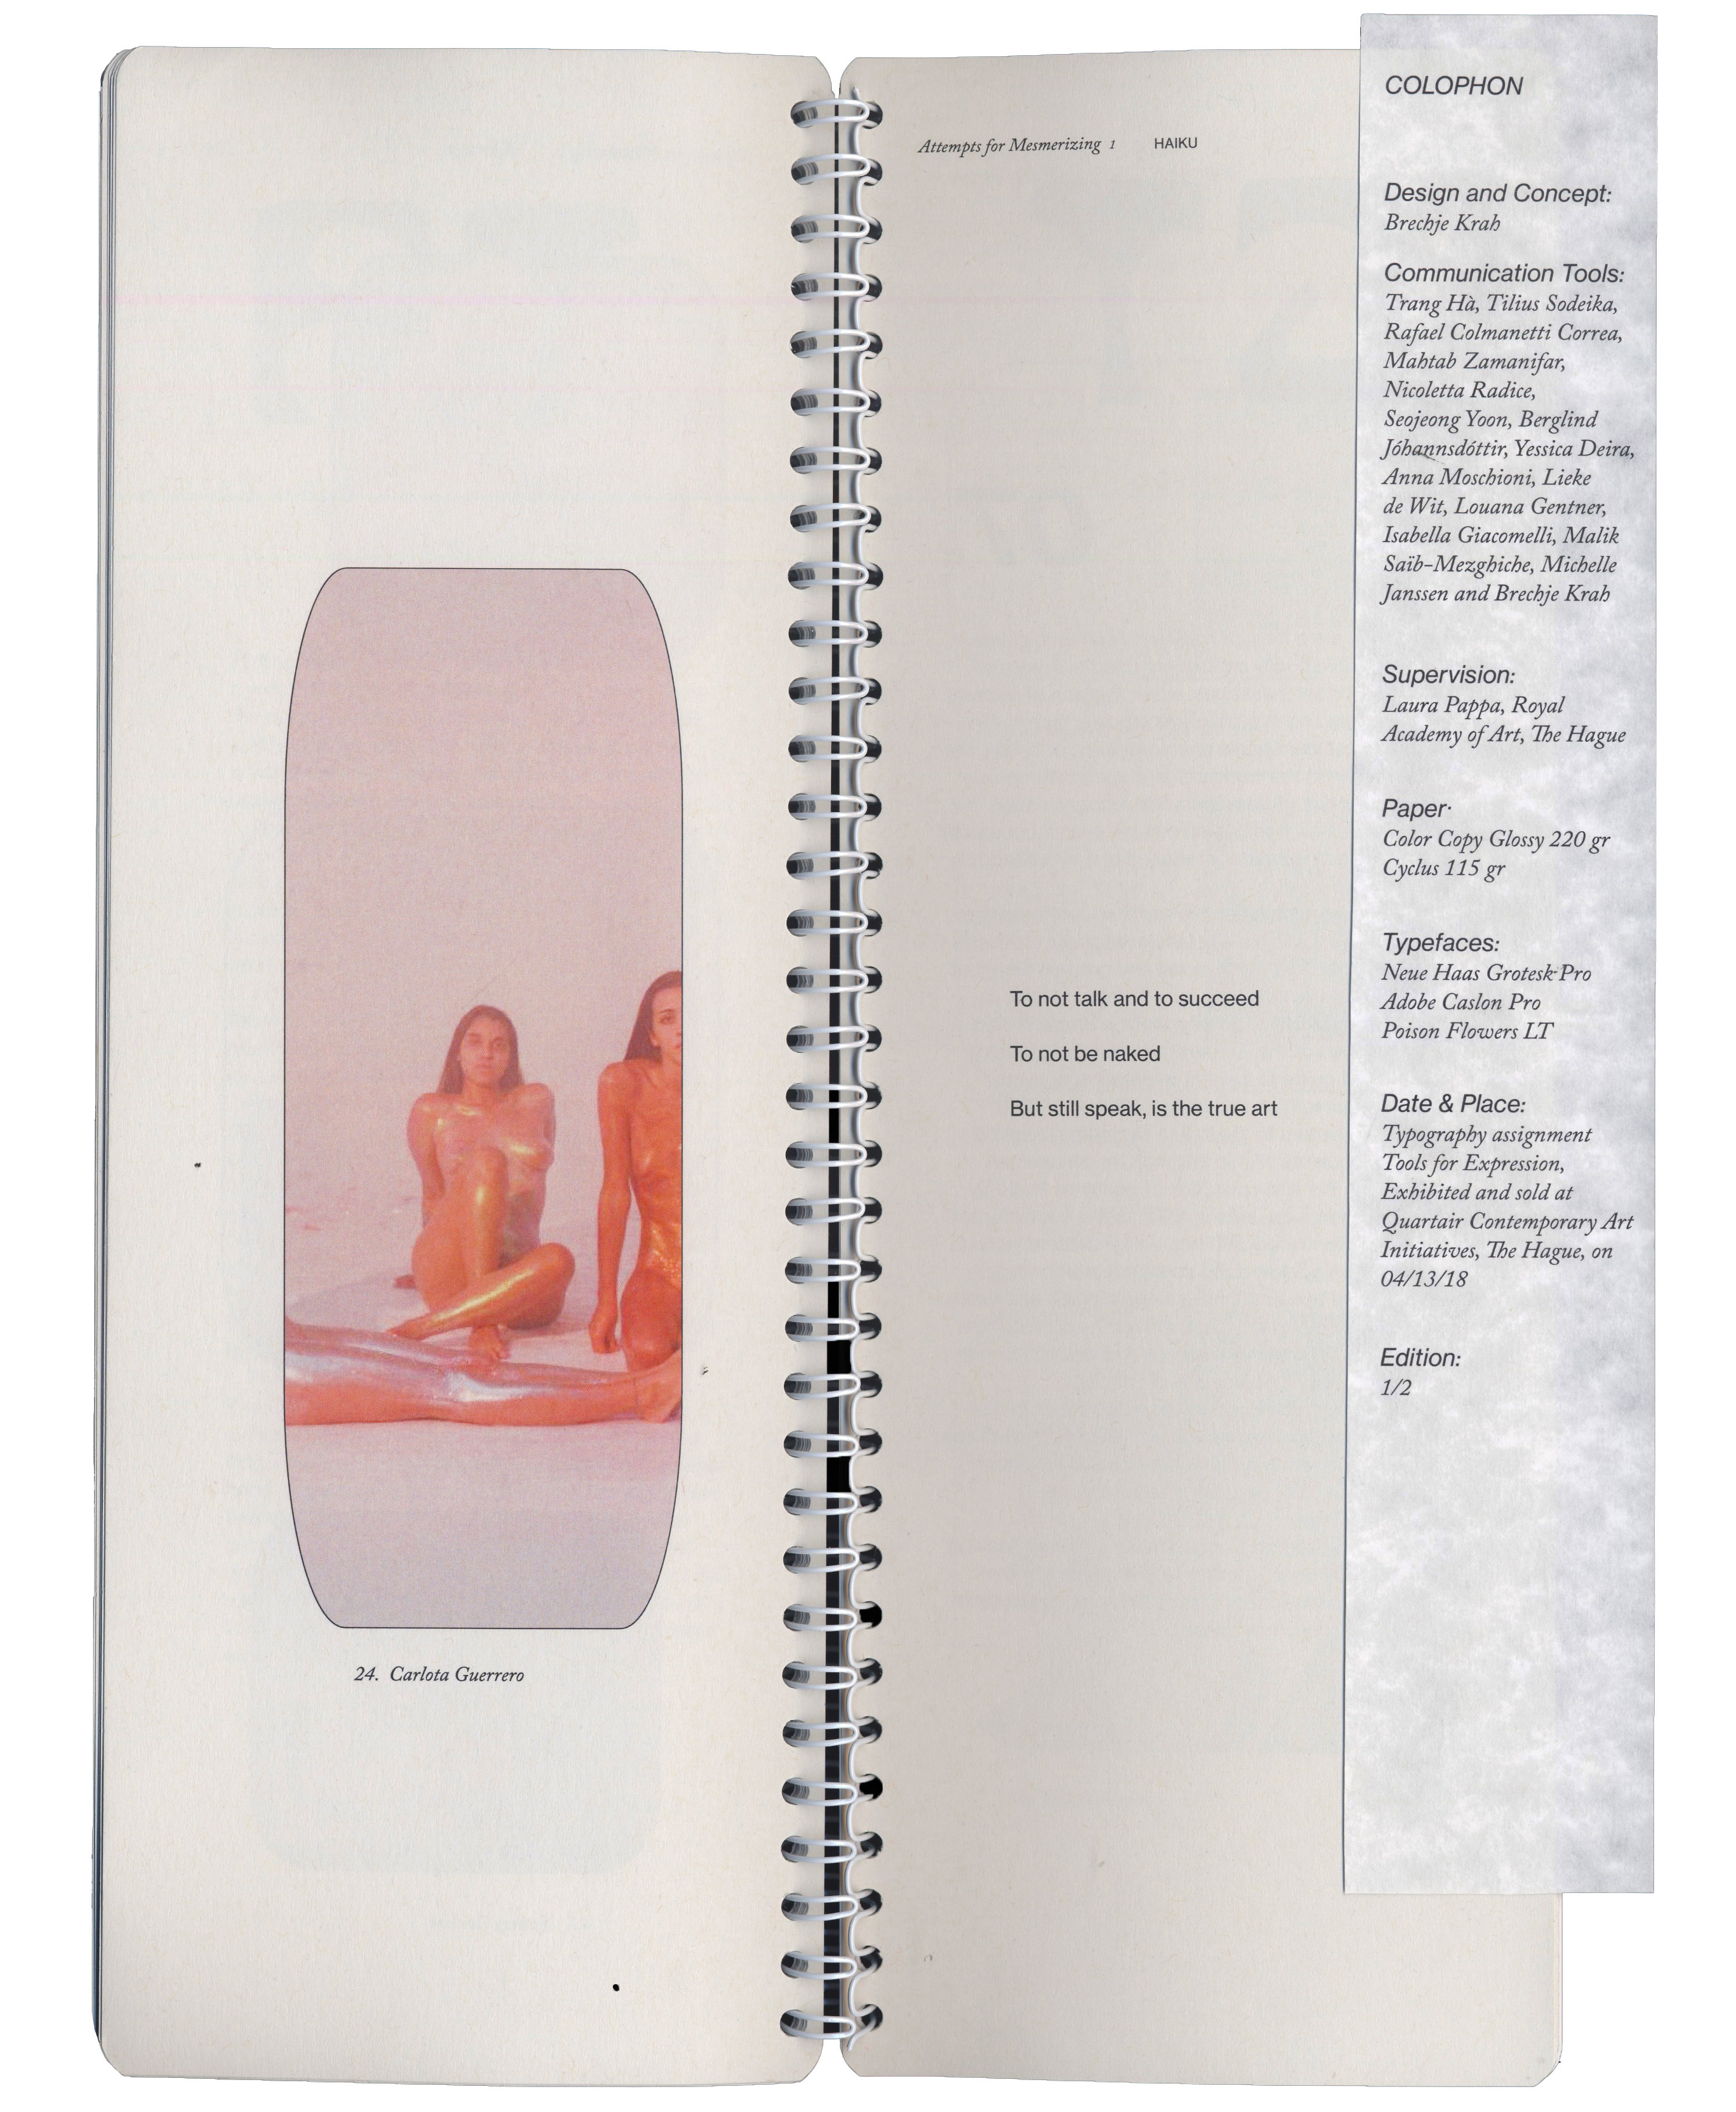 24. Carlota Guerrero
Attempts for Mesmerizing 1 HAIKU
To not talk and to succeed
To not be naked
But still speak, is the true art
COLOPHON
Design and Concept:
Brechje Krah
Communication Tools:
Trang Hà, Tilius Sodeika,
Rafael Colmanetti Correa,
Mahtab Zamanifar,
Nicoletta Radice,
Seojeong Yoon, Berglind
Jóhannsdóttir, Yessica Deira,
Anna Moschioni, Lieke
de Wit, Louana Gentner,
Isabella Giacomelli, Malik
Saïb-Mezghiche, Michelle
Janssen and Brechje Krah
Supervision:
Laura Pappa, Royal
Academy of Art, The Hague
Paper:
Color Copy Glossy 220 gr
Cyclus 115 gr
Typefaces:
Neue Haas Grotesk Pro
Adobe Caslon Pro
Poison Flowers LT
Date & Place:
Typography assignment
Tools for Expression,
Exhibited and sold at
Quartair Contemporary Art
Initiatives, The Hague, on
04/13/18
Edition:
1/2